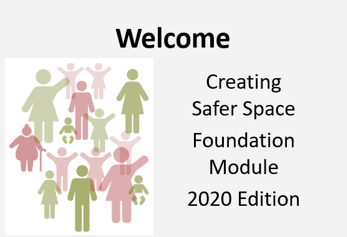 Welcome
Creating
Safer Space
Foundation
Module
2020 Edition